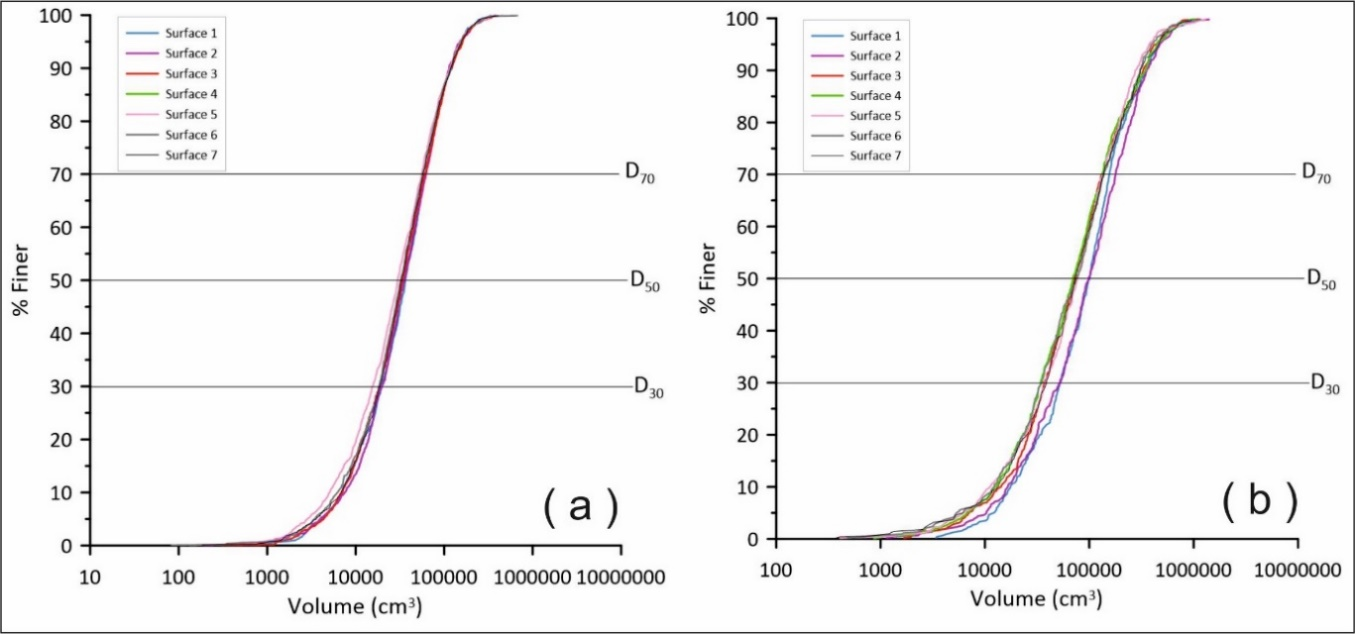 100
90
80
70
60
50
40
30
20
10
0
% Finer
Surface 1
Surface 2
Surface 3
Surface 4
Surface 5
Surface 6
Surface 7
D70
D50
D30
( a )
10 100 1000 10000 100000 1000000 10000000
Volume (cm³)
100
90
80
70
60
50
40
30
20
10
0
% Finer
Surface 1
Surface 2
Surface 3
Surface 4
Surface 5
Surface 6
Surface 7
D70
D50
D30
( b )
100 1000 10000 100000 1000000 10000000
Volume (cm³)